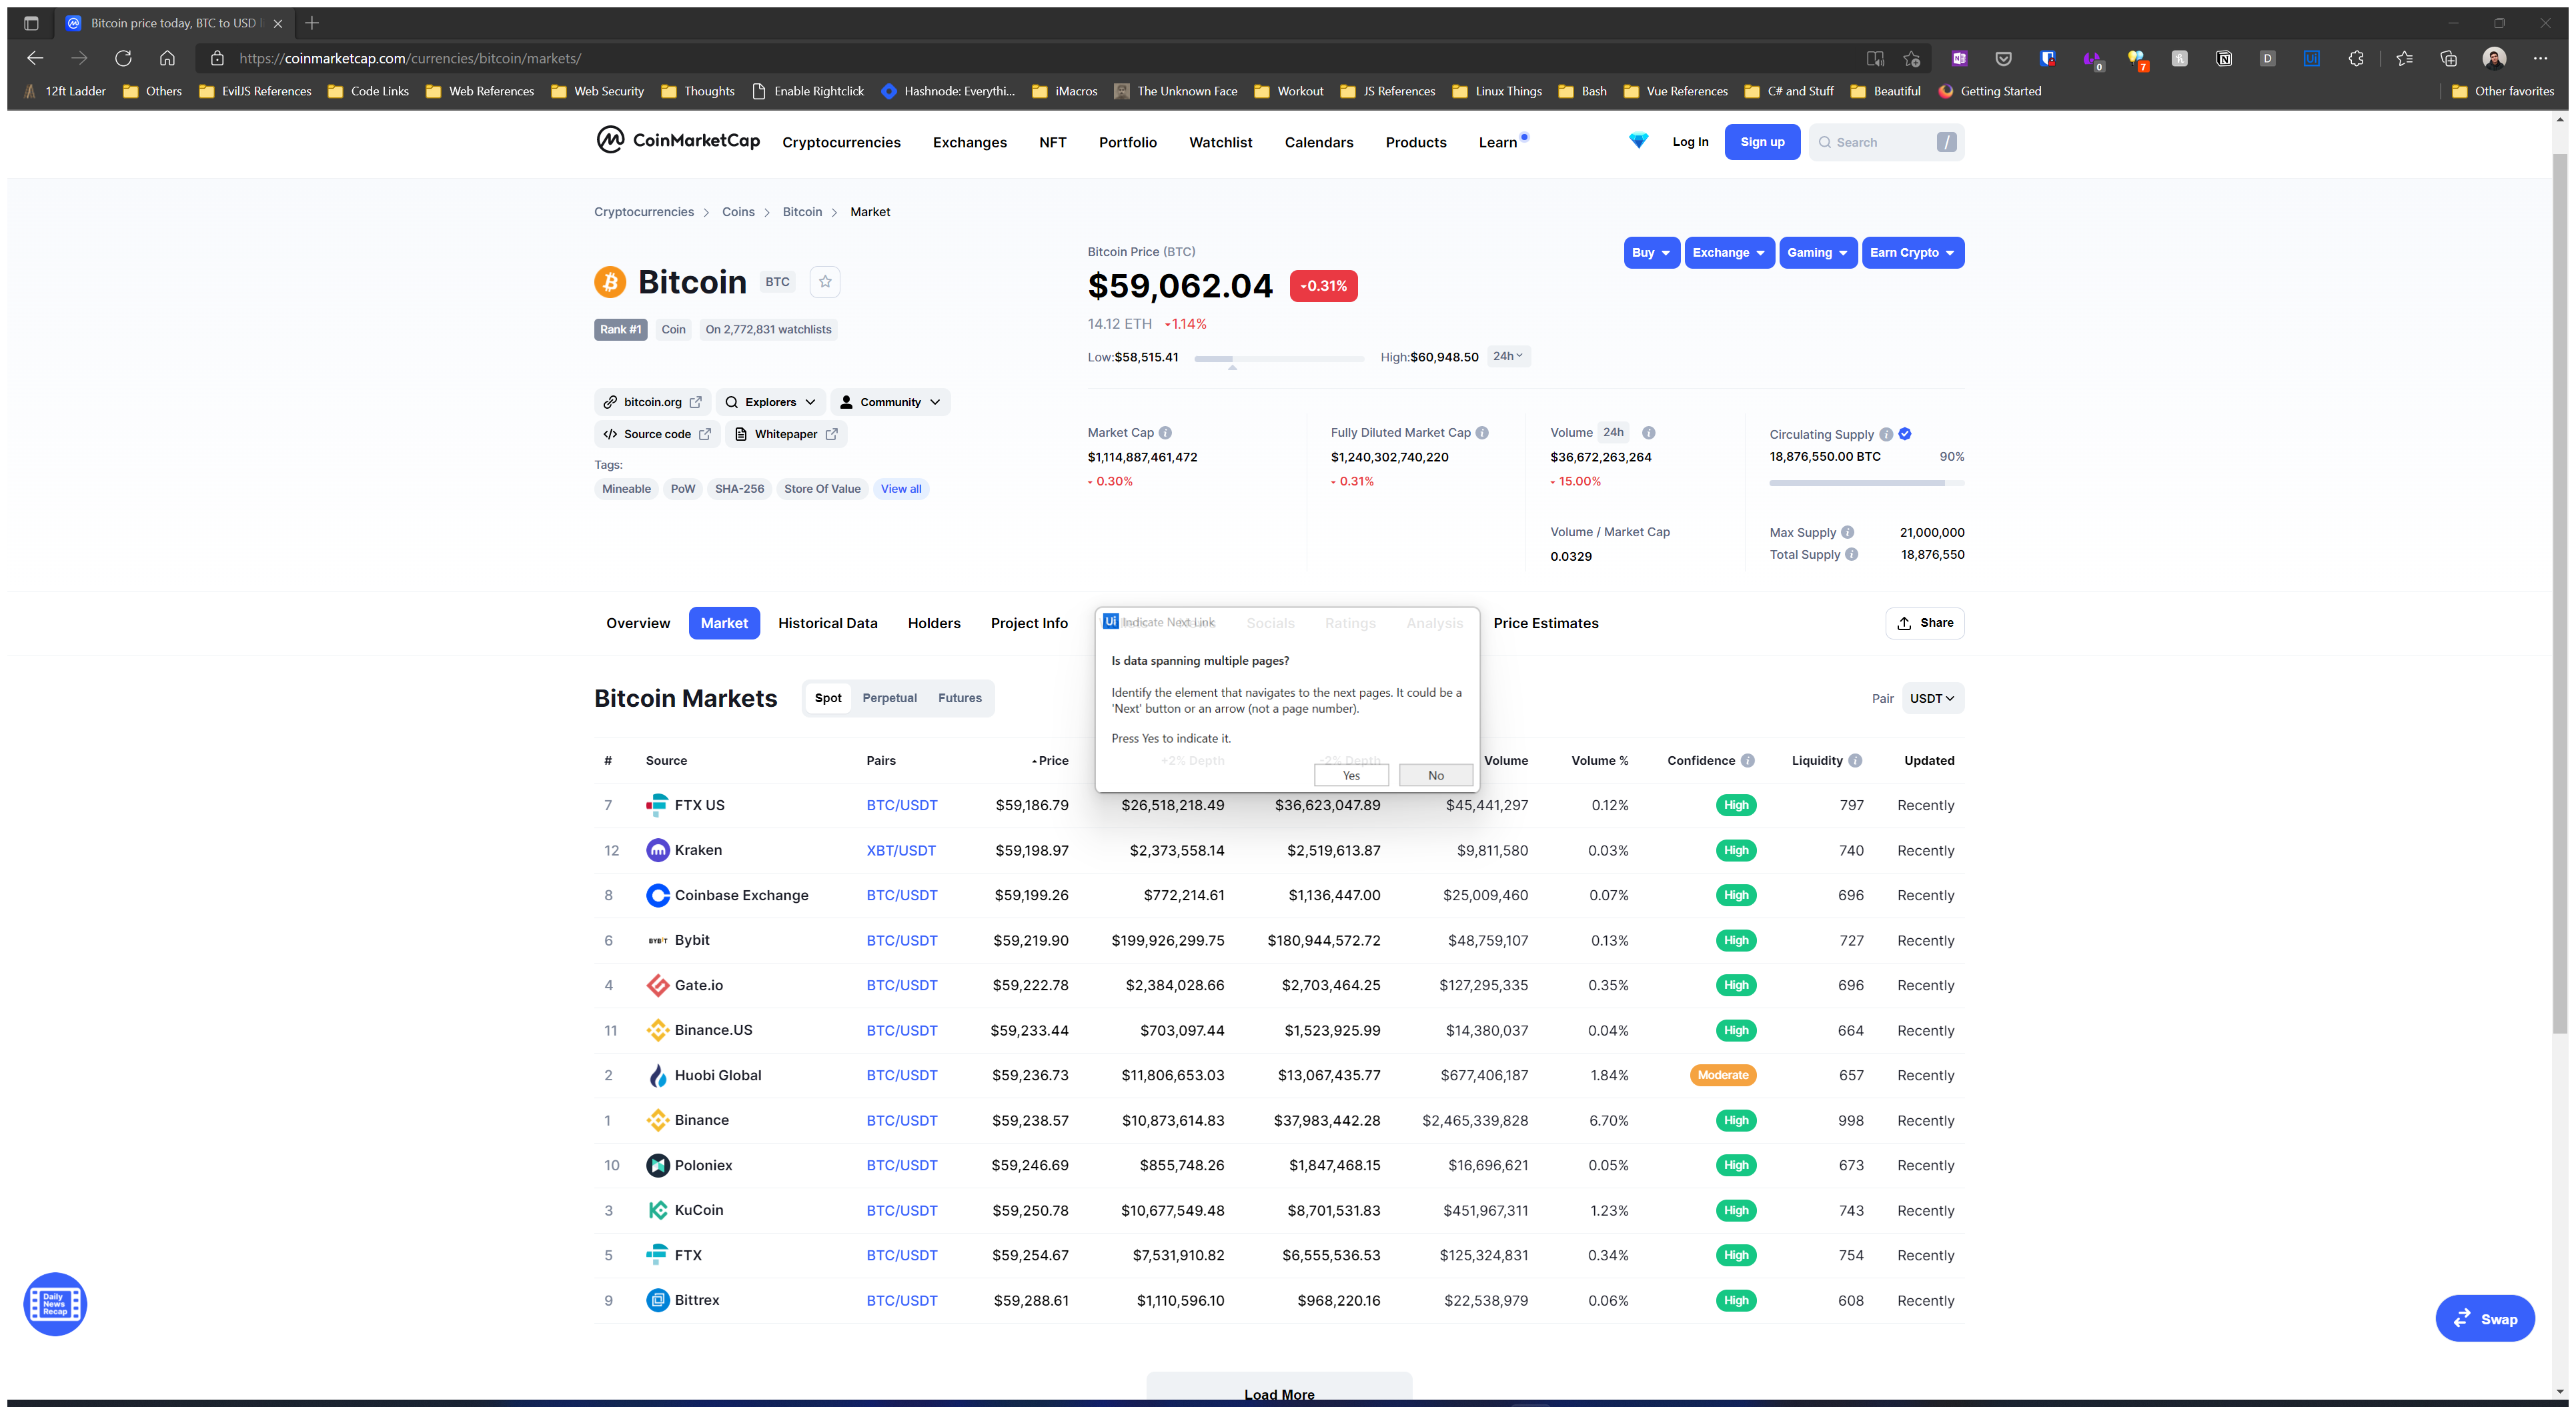 Bitcoin price today, BTC to USD
https://coinmarketcap.com/currencies/bitcoin/markets/
0
7
D
Ui
12ft Ladder Others EvilJS References Code Links Web References Web Security Thoughts Enable Rightclick Hashnode: Everythi... iMacros The Unknown Face Workout JS References Linux Things Bash Vue References C# and Stuff Beautiful Getting Started Other favorites
CoinMarketCap Cryptocurrencies Exchanges NFT Portfolio Watchlist Calendars Products Learn Log In Sign up Search /
Cryptocurrencies > Coins > Bitcoin > Market
Bitcoin BTC
Rank #1 Coin On 2,772,831 watchlists
bitcoin.org Explorers Community
Source code Whitepaper
Tags:
Mineable PoW SHA-256 Store Of Value View all
Bitcoin Price (BTC)
$59,062.04 0.31%
14.12 ETH 1.14%
Low:$58,515.41 High:$60,948.50 24h
Buy Exchange Gaming Earn Crypto
Market Cap
$1,114,887,461,472
0.30%
Fully Diluted Market Cap
$1,240,302,740,220
0.31%
Volume 24h
$36,672,263,264
15.00%
Volume / Market Cap
0.0329
Circulating Supply
18,876,550.00 BTC 90%
Max Supply 21,000,000
Total Supply 18,876,550
Overview Market Historical Data Holders Project Info Socials Ratings Analysis Price Estimates Share
Ui Indicate Next Link
Is data spanning multiple pages?
Identify the element that navigates to the next pages. It could be a
'Next' button or an arrow (not a page number).
Press Yes to indicate it.
Yes No
Bitcoin Markets Spot Perpetual Futures Pair USDT
# Source Pairs Price +2% Depth -2% Depth Volume Volume % Confidence Liquidity Updated
7 FTX US BTC/USDT $59,186.79 $26,518,218.49 $36,623,047.89 $45,441,297 0.12% High 797 Recently
12 Kraken XBT/USDT $59,198.97 $2,373,558.14 $2,519,613.87 $9,811,580 0.03% High 740 Recently
8 Coinbase Exchange BTC/USDT $59,199.26 $772,214.61 $1,136,447.00 $25,009,460 0.07% High 696 Recently
6 BYBIT Bybit BTC/USDT $59,219.90 $199,926,299.75 $180,944,572.72 $48,759,107 0.13% High 727 Recently
4 Gate.io BTC/USDT $59,222.78 $2,384,028.66 $2,703,464.25 $127,295,335 0.35% High 696 Recently
11 Binance.US BTC/USDT $59,233.44 $703,097.44 $1,523,925.99 $14,380,037 0.04% High 664 Recently
2 Huobi Global BTC/USDT $59,236.73 $11,806,653.03 $13,067,435.77 $677,406,187 1.84% Moderate 657 Recently
1 Binance BTC/USDT $59,238.57 $10,873,614.83 $37,983,442.28 $2,465,339,828 6.70% High 998 Recently
10 Poloniex BTC/USDT $59,246.69 $855,748.26 $1,847,468.15 $16,696,621 0.05% High 673 Recently
3 KuCoin BTC/USDT $59,250.78 $10,677,549.48 $8,701,531.83 $451,967,311 1.23% High 743 Recently
5 FTX BTC/USDT $59,254.67 $7,531,910.82 $6,555,536.53 $125,324,831 0.34% High 754 Recently
9 Bittrex BTC/USDT $59,288.61 $1,110,596.10 $968,220.16 $22,538,979 0.06% High 608 Recently
Daily
News
Recap
Swap
Load More